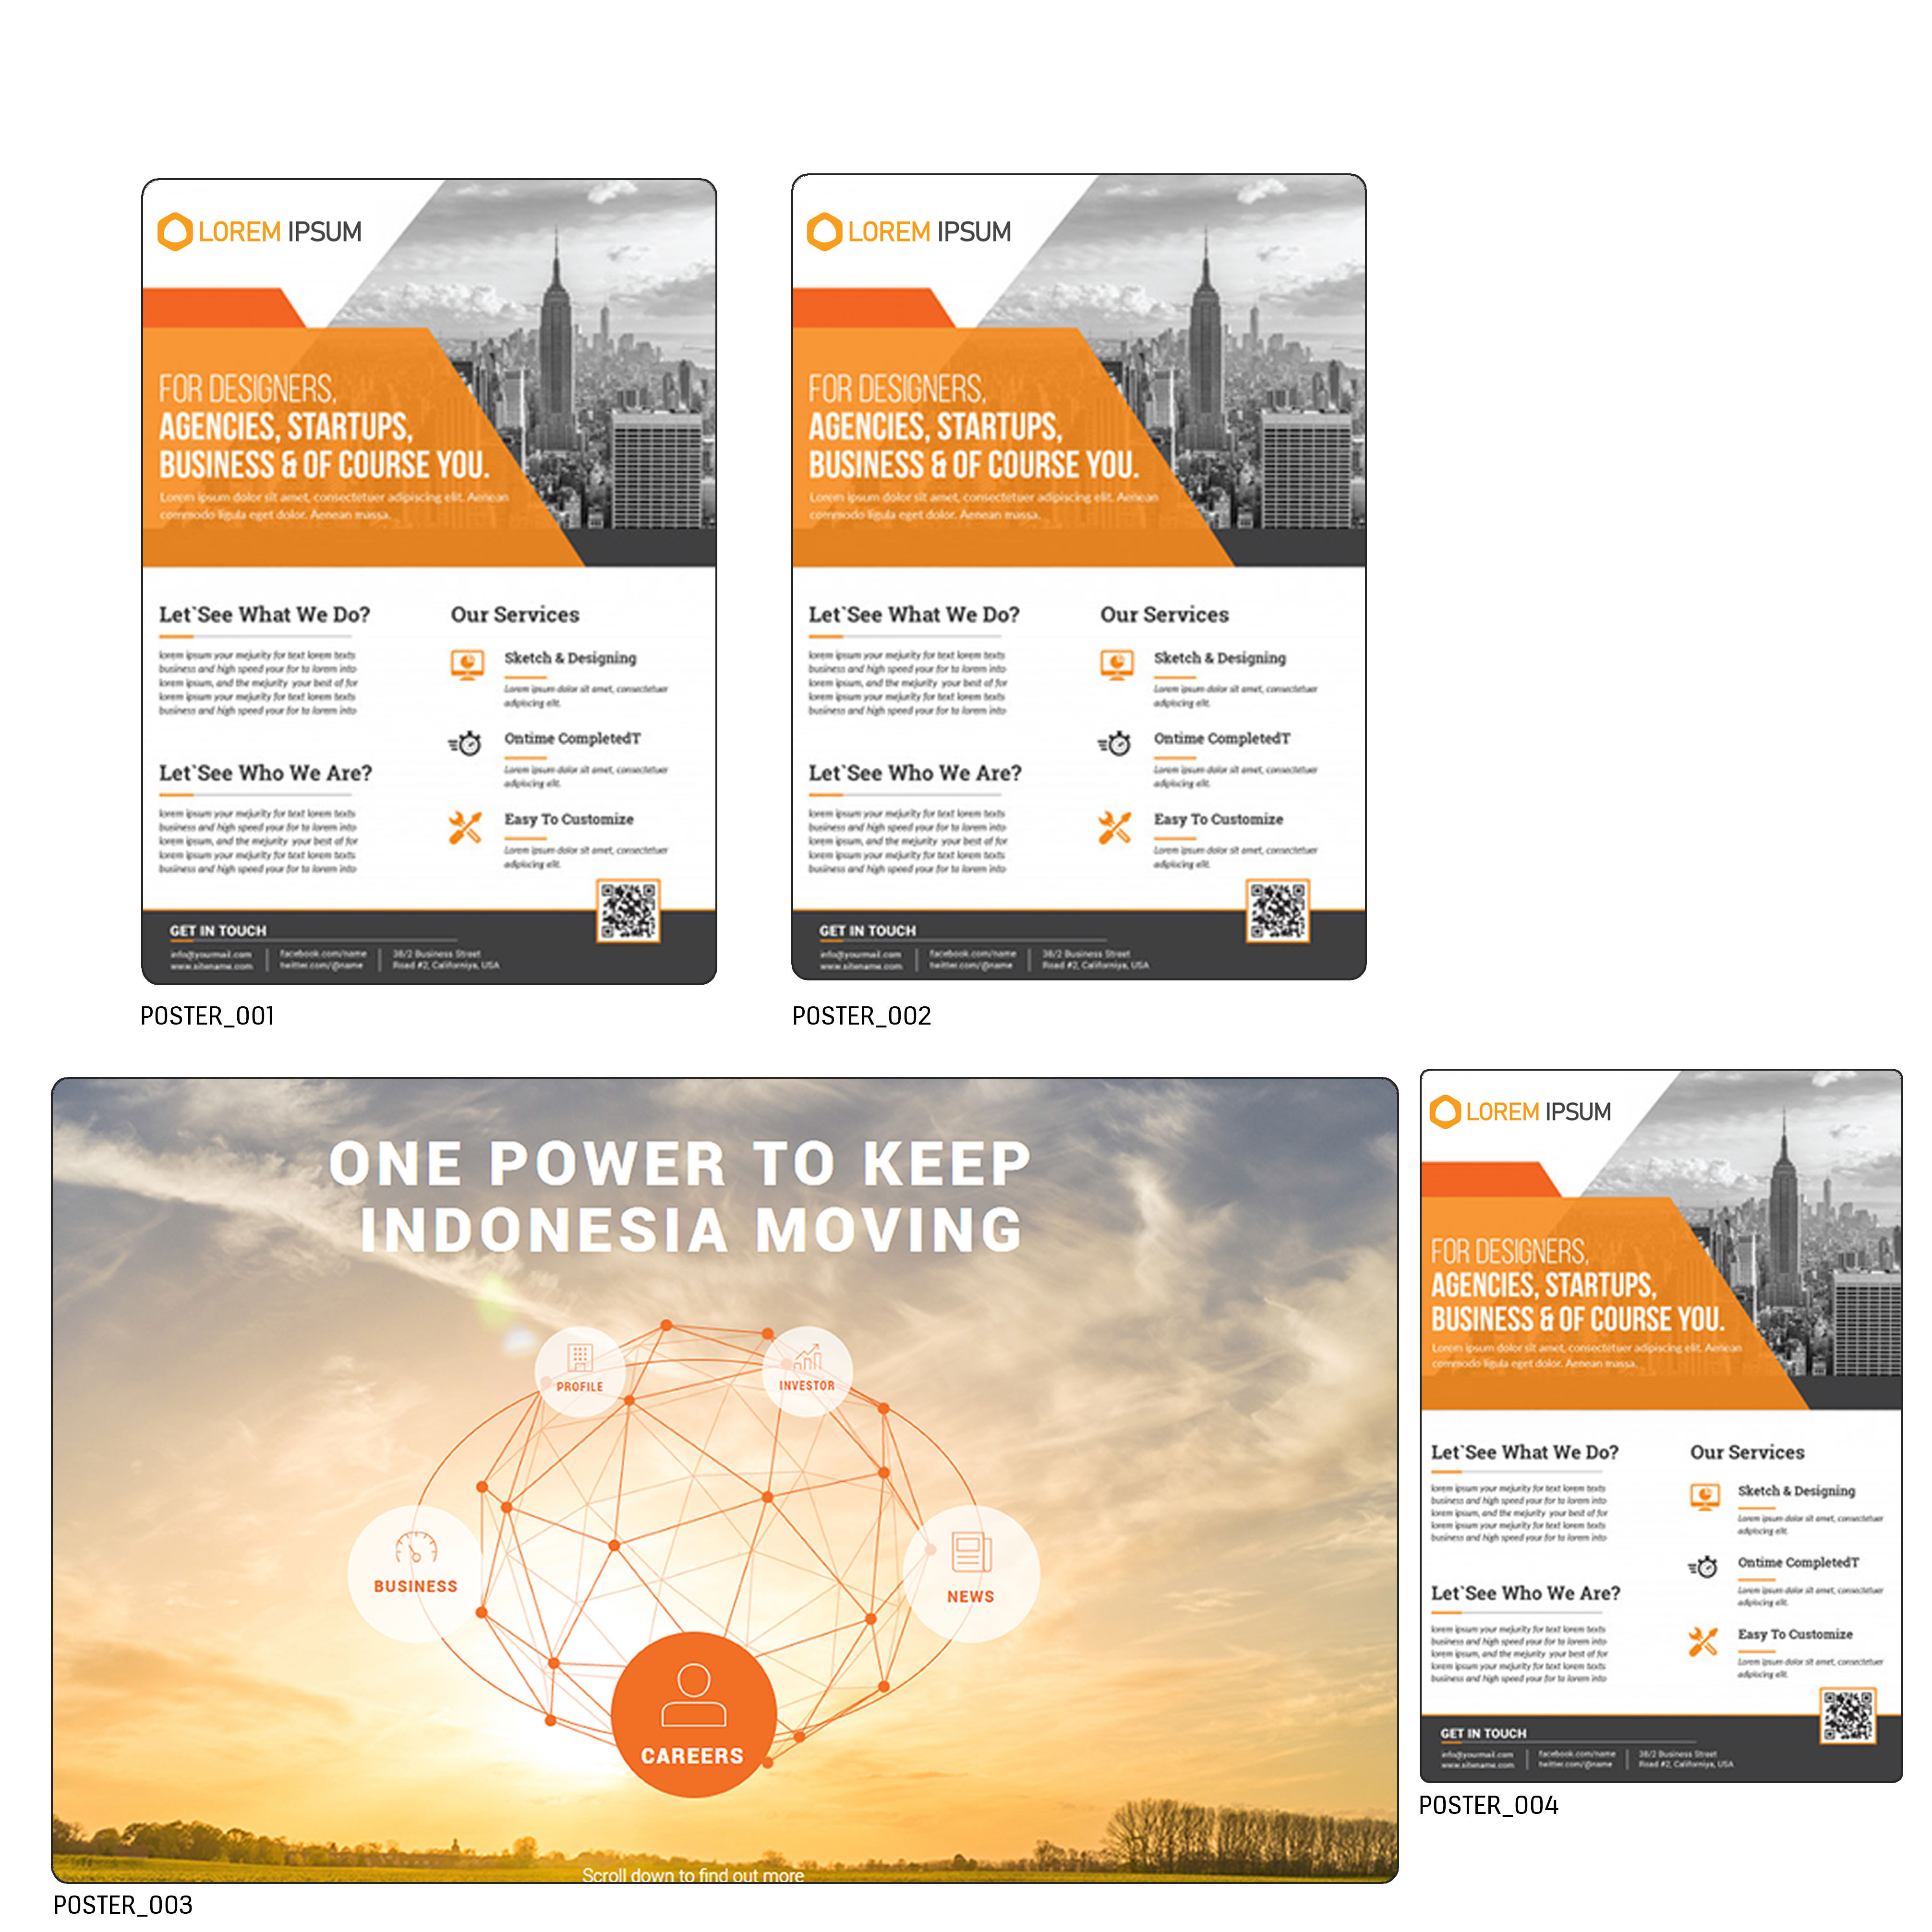 LOREM IPSUM
FOR DESIGNERS,
AGENCIES, STARTUPS,
BUSINESS & OF COURSE YOU.
Lorem ipsum dolor sit amet, consectetuer adipiscing elit. Aenean
commodo ligula eget dolor. Aenean massa.
Let`See What We Do?
lorem ipsum your mejurity for text lorem texts
business and high speed your for to lorem into
lorem ipsum, and the mejurity your best of for
lorem ipsum your mejurity for text lorem texts
business and high speed your for to lorem into
Let`See Who We Are?
lorem ipsum your mejurity for text lorem texts
business and high speed your for to lorem into
lorem ipsum, and the mejurity your best of for
lorem ipsum your mejurity for text lorem texts
business and high speed your for to lorem into
Our Services
Sketch & Designing
Lorem ipsum dolor sit amet, consectetuer
adipiscing elit.
Ontime CompletedT
Lorem ipsum dolor sit amet, consectetuer
adipiscing elit.
Easy To Customize
Lorem ipsum dolor sit amet, consectetuer
adipiscing elit.
GET IN TOUCH
info@yourmail.com
www.sitename.com
facebook.com/name
twitter.com/@name
38/2 Business Street
Road #2, Californiya, USA
POSTER_001
LOREM IPSUM
FOR DESIGNERS,
AGENCIES, STARTUPS,
BUSINESS & OF COURSE YOU.
Lorem ipsum dolor sit amet, consectetuer adipiscing elit. Aenean
commodo ligula eget dolor. Aenean massa.
Let`See What We Do?
lorem ipsum your mejurity for text lorem texts
business and high speed your for to lorem into
lorem ipsum, and the mejurity your best of for
lorem ipsum your mejurity for text lorem texts
business and high speed your for to lorem into
Let`See Who We Are?
lorem ipsum your mejurity for text lorem texts
business and high speed your for to lorem into
lorem ipsum, and the mejurity your best of for
lorem ipsum your mejurity for text lorem texts
business and high speed your for to lorem into
Our Services
Sketch & Designing
Lorem ipsum dolor sit amet, consectetuer
adipiscing elit.
Ontime CompletedT
Lorem ipsum dolor sit amet, consectetuer
adipiscing elit.
Easy To Customize
Lorem ipsum dolor sit amet, consectetuer
adipiscing elit.
GET IN TOUCH
info@yourmail.com
www.sitename.com
facebook.com/name
twitter.com/@name
38/2 Business Street
Road #2, Californiya, USA
POSTER_002
ONE POWER TO KEEP
INDONESIA MOVING
PROFILE
INVESTOR
BUSINESS
NEWS
CAREERS
Scroll down to find out more
POSTER_003
LOREM IPSUM
FOR DESIGNERS,
AGENCIES, STARTUPS,
BUSINESS & OF COURSE YOU.
Lorem ipsum dolor sit amet, consectetuer adipiscing elit. Aenean
commodo ligula eget dolor. Aenean massa.
Let`See What We Do?
lorem ipsum your mejurity for text lorem texts
business and high speed your for to lorem into
lorem ipsum, and the mejurity your best of for
lorem ipsum your mejurity for text lorem texts
business and high speed your for to lorem into
Let`See Who We Are?
lorem ipsum your mejurity for text lorem texts
business and high speed your for to lorem into
lorem ipsum, and the mejurity your best of for
lorem ipsum your mejurity for text lorem texts
business and high speed your for to lorem into
Our Services
Sketch & Designing
Lorem ipsum dolor sit amet, consectetuer
adipiscing elit.
Ontime CompletedT
Lorem ipsum dolor sit amet, consectetuer
adipiscing elit.
Easy To Customize
Lorem ipsum dolor sit amet, consectetuer
adipiscing elit.
GET IN TOUCH
info@yourmail.com
www.sitename.com
facebook.com/name
twitter.com/@name
38/2 Business Street
Road #2, Californiya, USA
POSTER_004